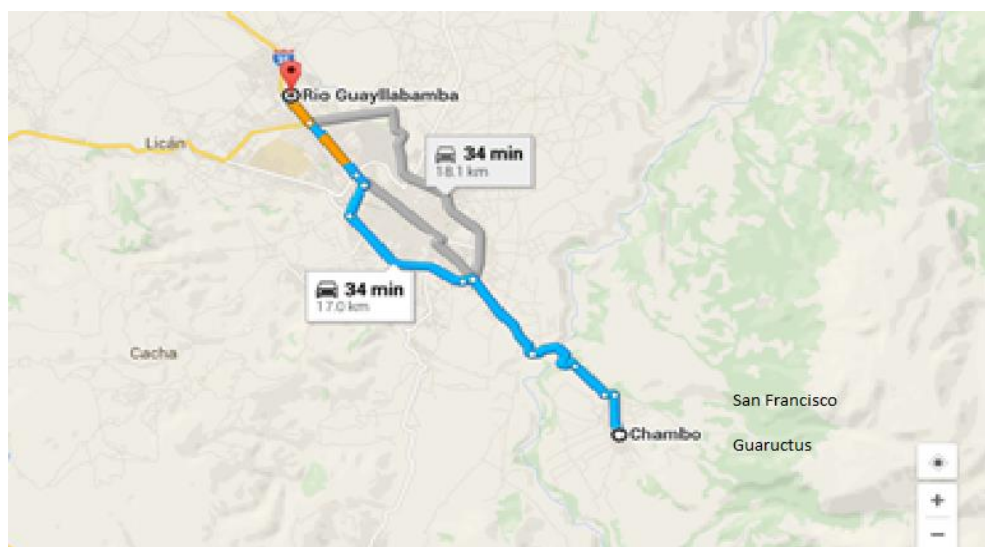 Rio Guayllabamba
Licán
34 min
18.1 km
34 min
17.0 km
Cacha
San Francisco
Chambo
Guaructus
+
−